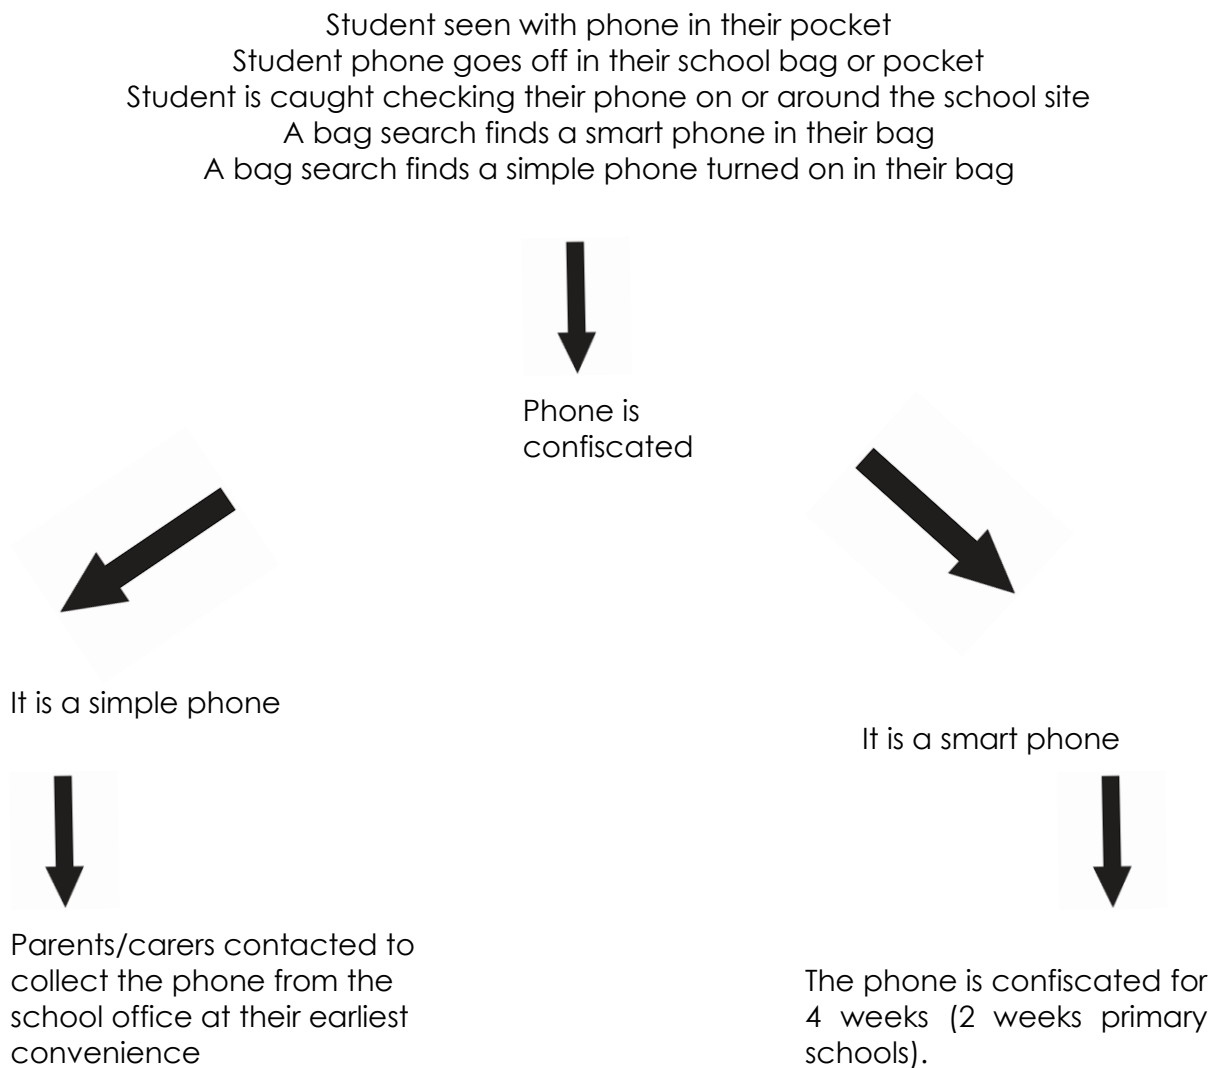 Student seen with phone in their pocket
Student phone goes off in their school bag or pocket
Student is caught checking their phone on or around the school site
A bag search finds a smart phone in their bag
A bag search finds a simple phone turned on in their bag
Phone is
confiscated
It is a simple phone
It is a smart phone
Parents/carers contacted to
collect the phone from the
school office at their earliest
convenience
The phone is confiscated for
4 weeks (2 weeks primary
schools).